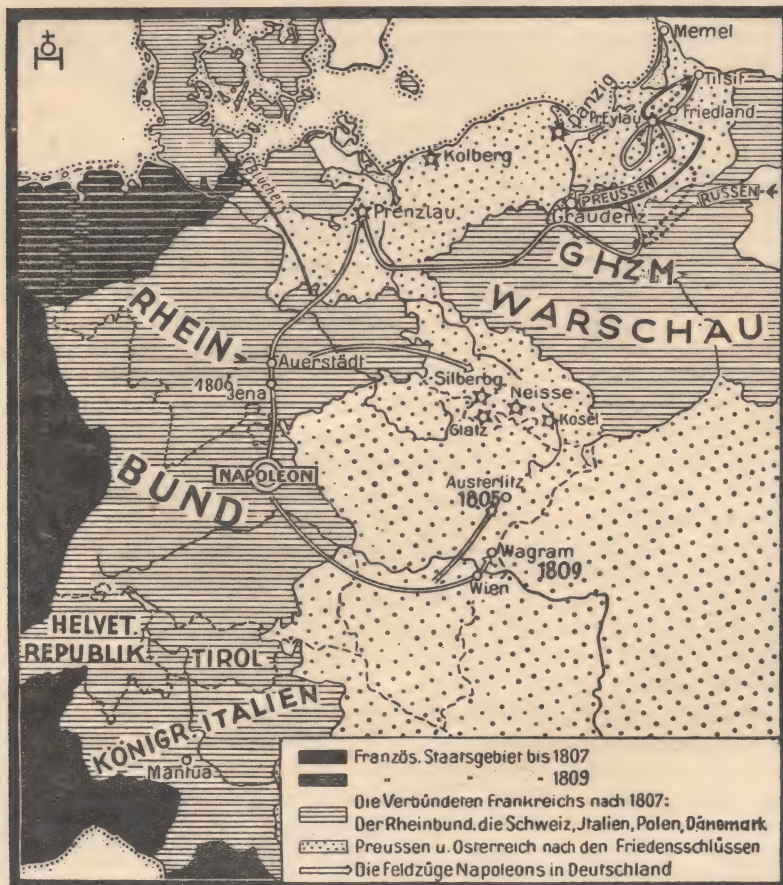 Memel
Tilsit
Friedland
Pr.Eylau
Danzig
Kolberg
PREUSSEN
RUSSEN
Graudenz
Prenzlau
(Blücher)
GHZM
WARSCHAU
RHEIN-
BUND
Auerstädt
1806
Jena
Silberbg
Neisse
Glatz
Kosel
NAPOLEON
Austerlitz
1805
Wagram
1809
Wien
HELVET.
REPUBLIK
TIROL
KÖNIGR. ITALIEN
Mantua
Französ. Staatsgebiet bis 1807
" " - 1809
Die Verbündeten Frankreichs nach 1807:
Der Rheinbund, die Schweiz, Jtalien, Polen, Dänemark
Preussen u. Österreich nach den Friedensschlüssen
Die Feldzüge Napoleons in Deutschland